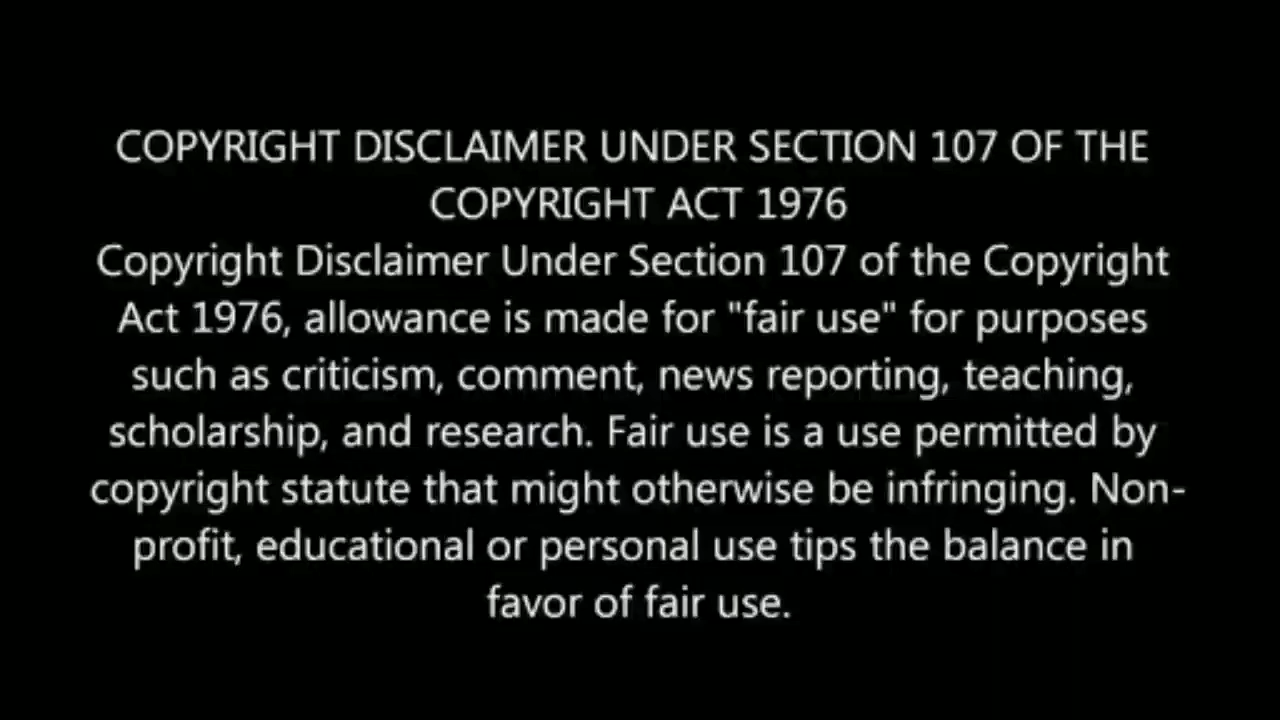 COPYRIGHT DISCLAIMER UNDER SECTION 107 OF THE
COPYRIGHT ACT 1976
Copyright Disclaimer Under Section 107 of the Copyright
Act 1976, allowance is made for "fair use" for purposes
such as criticism, comment, news reporting, teaching,
scholarship, and research. Fair use is a use permitted by
copyright statute that might otherwise be infringing. Non-
profit, educational or personal use tips the balance in
favor of fair use.